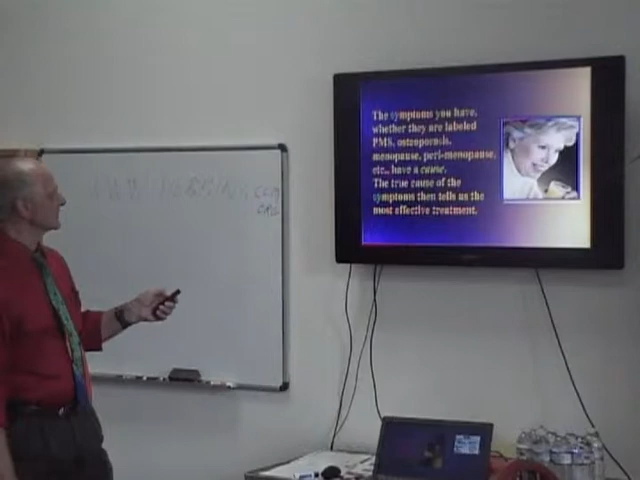 The symptoms you have,
whether they are labeled
PMS, osteoporosis,
menopause, peri-menopause,
etc., have a cause.
The true cause of the
symptoms then tells us the
most effective treatment.